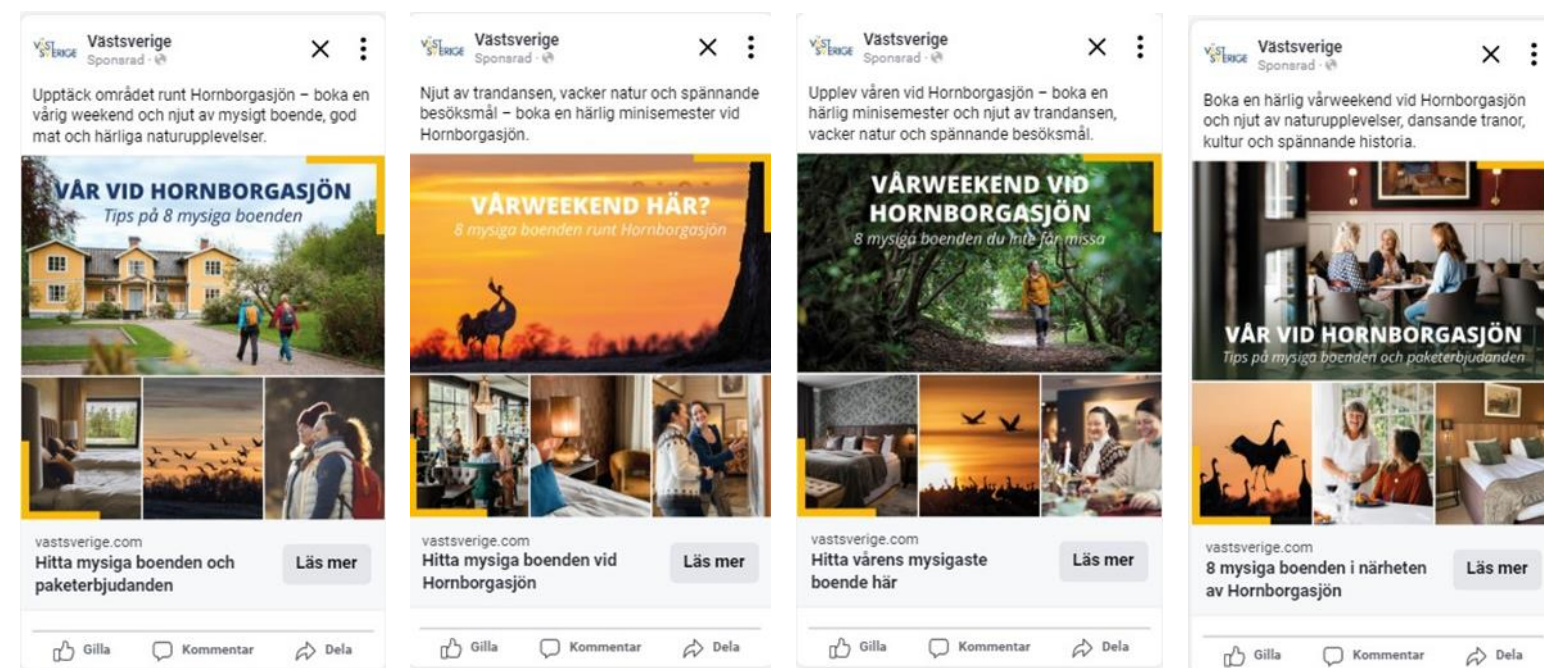 VÄST
SVERIGE
Västsverige
Sponsrad
Upptäck området runt Hornborgasjön – boka en
vårig weekend och njut av mysigt boende, god
mat och härliga naturupplevelser.
VÅR VID HORNBORGASJÖN
Tips på 8 mysiga boenden
vastsverige.com
Hitta mysiga boenden och
paketerbjudanden
Läs mer
Gilla
Kommentar
Dela
VÄST
SVERIGE
Västsverige
Sponsrad
Njut av trandansen, vacker natur och spännande
besöksmål – boka en härlig minisemester vid
Hornborgasjön.
VÅRWEEKEND HÄR?
8 mysiga boenden runt Hornborgasjön
vastsverige.com
Hitta mysiga boenden vid
Hornborgasjön
Läs mer
Gilla
Kommentar
Dela
VÄST
SVERIGE
Västsverige
Sponsrad
Upplev våren vid Hornborgasjön – boka en
härlig minisemester och njut av trandansen,
vacker natur och spännande besöksmål.
VÅRWEEKEND VID
HORNBORGASJÖN
8 mysiga boenden du inte får missa
vastsverige.com
Hitta vårens mysigaste
boende här
Läs mer
Gilla
Kommentar
Dela
VÄST
SVERIGE
Västsverige
Sponsrad
Boka en härlig vårweekend vid Hornborgasjön
och njut av naturupplevelser, dansande tranor,
kultur och spännande historia.
VÅR VID HORNBORGASJÖN
Tips på mysiga boenden och paketerbjudanden
vastsverige.com
8 mysiga boenden i närheten
av Hornborgasjön
Läs mer
Gilla
Kommentar
Dela